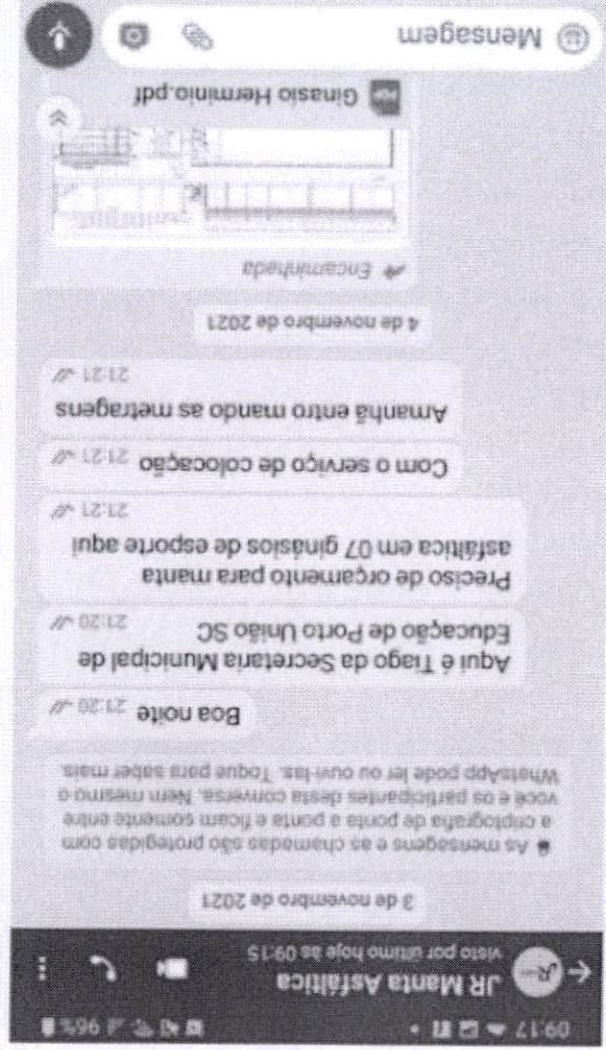 09:17
96%
JR Manta Asfáltica
visto por último hoje às 09:15
3 de novembro de 2021
As mensagens e as chamadas são protegidas com
a criptografia de ponta a ponta e ficam somente entre
você e os participantes desta conversa. Nem mesmo o
WhatsApp pode ler ou ouvi-las. Toque para saber mais.
Boa noite 21:20
Aqui é Tiago da Secretaria Municipal de
Educação de Porto União SC 21:20
Preciso de orçamento para manta
asfáltica em 07 ginásios de esporte aqui
21:21
Com o serviço de colocação 21:21
Amanhã entro mando as metragens
21:21
4 de novembro de 2021
Encaminhada
PDF Ginasio Herminio.pdf
Mensagem